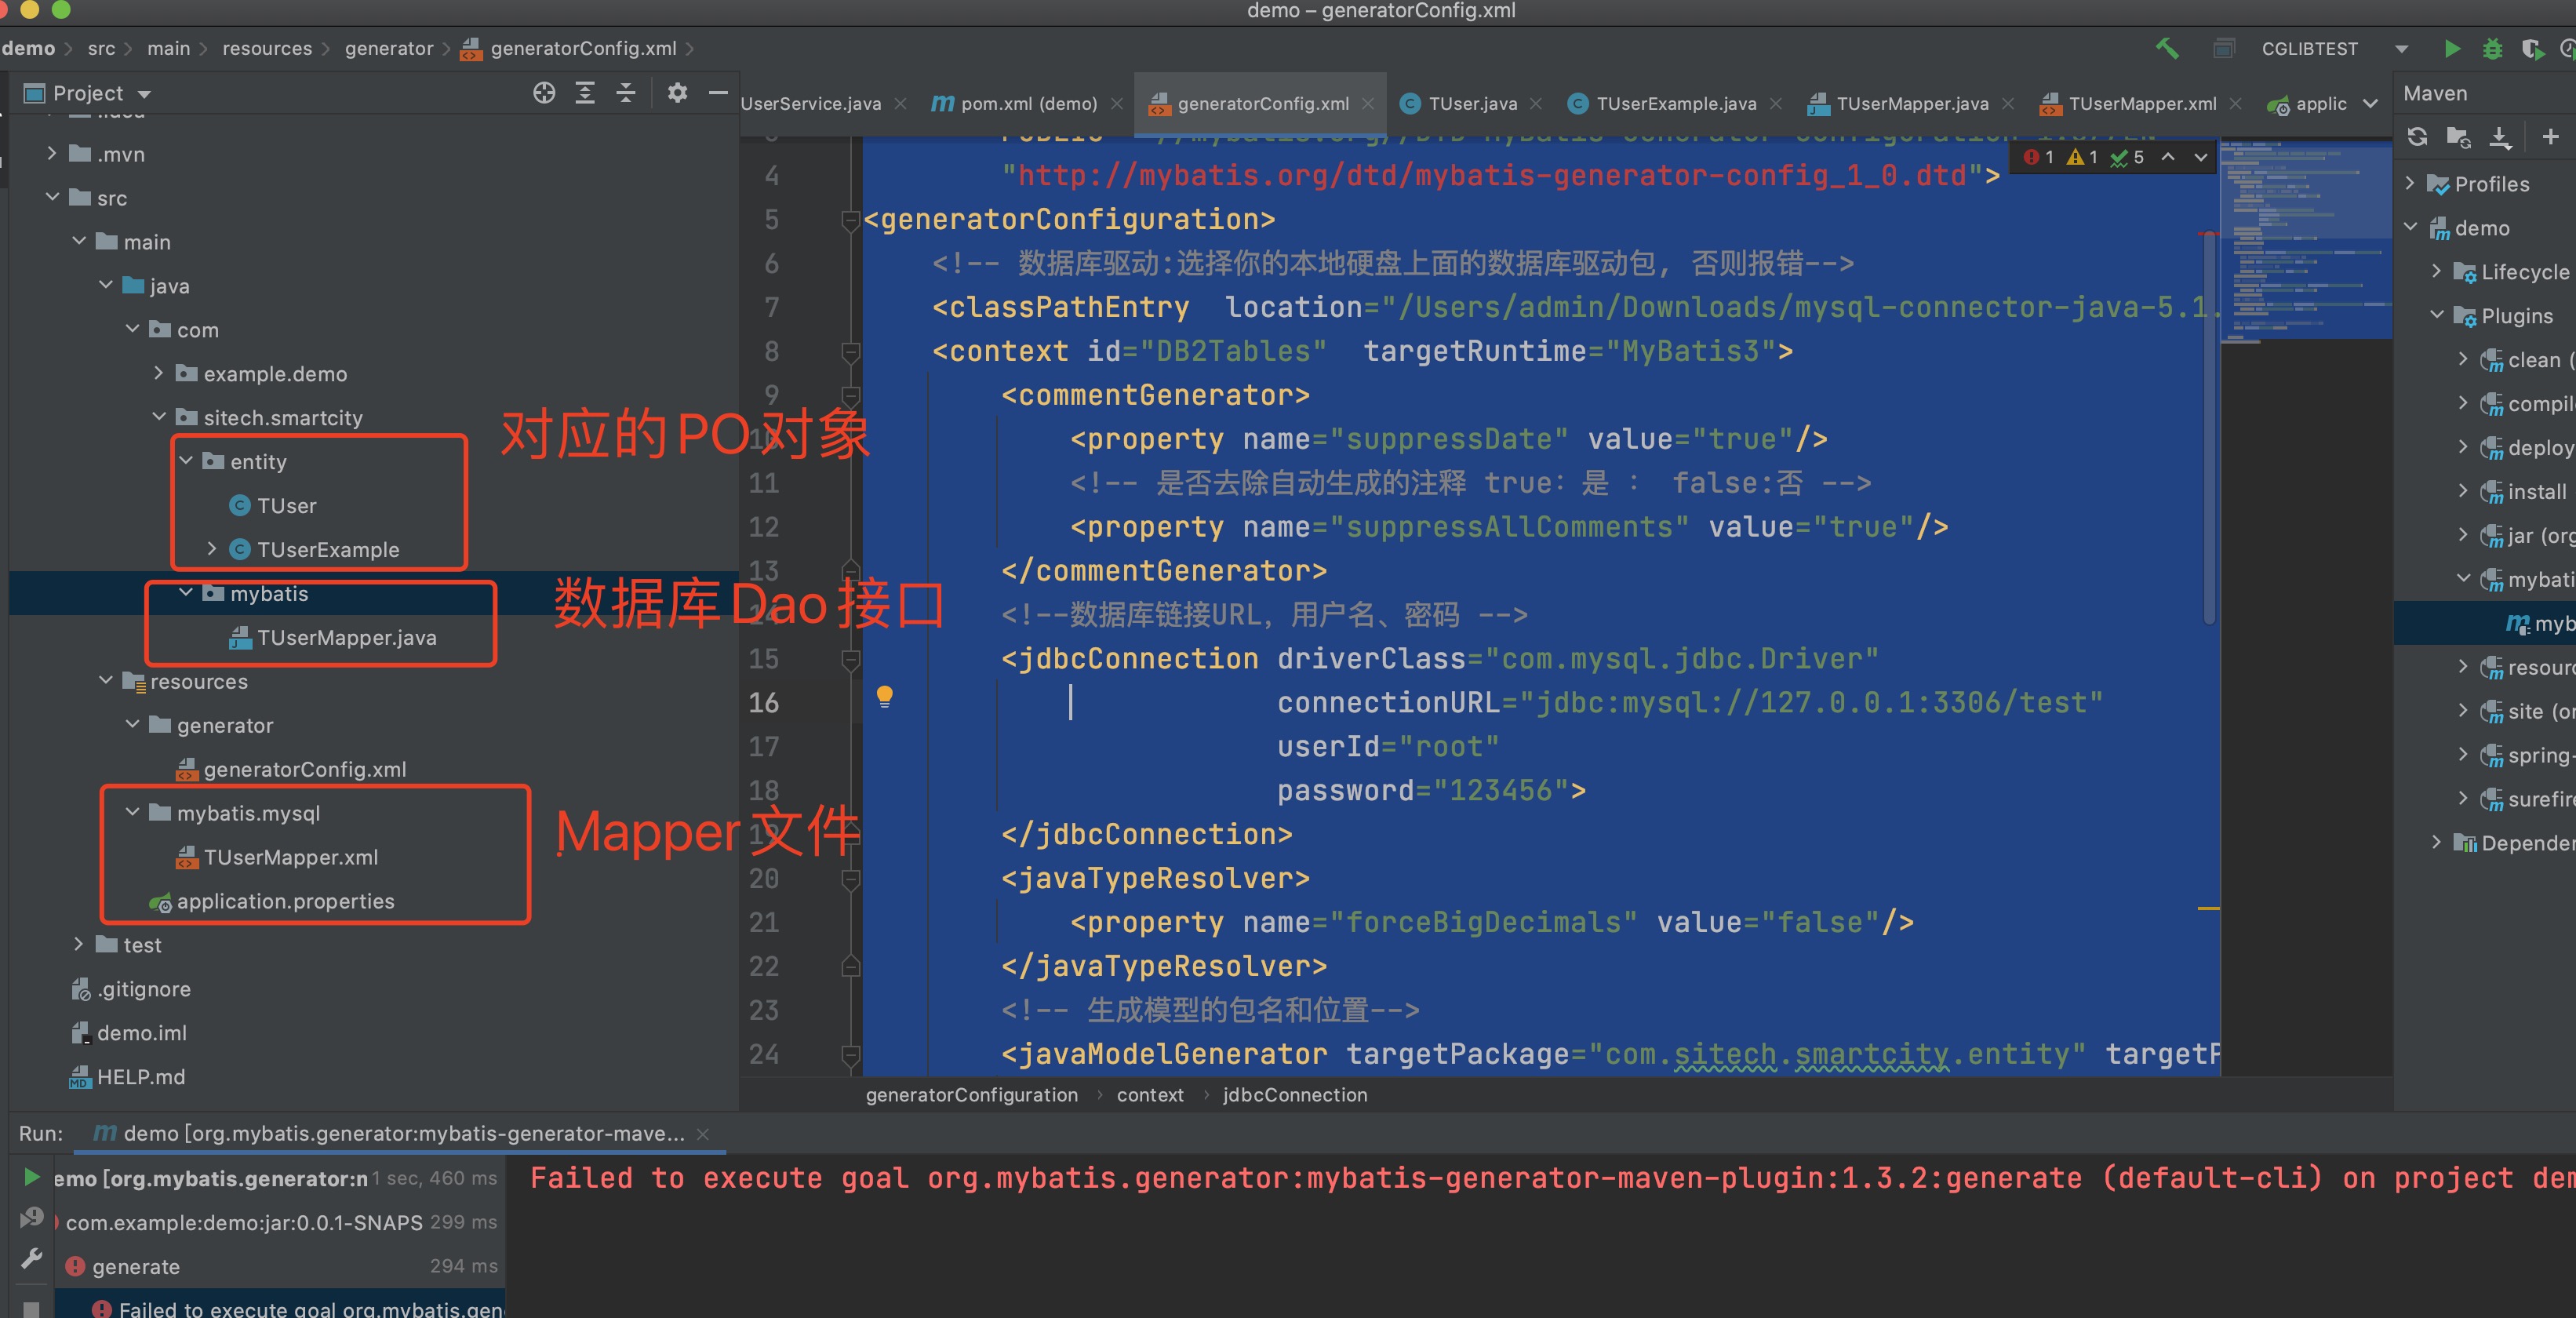 demo – generatorConfig.xml
demo src main resources generator generatorConfig.xml
CGLIBTEST
Project
UserService.java pom.xml (demo) generatorConfig.xml TUser.java TUserExample.java TUserMapper.java TUserMapper.xml applic
Maven
.idea
.mvn
src
main
java
com
example.demo
sitech.smartcity
entity
TUser
TUserExample
mybatis
TUserMapper.java
resources
generator
generatorConfig.xml
mybatis.mysql
TUserMapper.xml
application.properties
test
.gitignore
demo.iml
HELP.md
对应的PO对象
数据库Dao接口
Mapper文件
1 1 5
4 "http://mybatis.org/dtd/mybatis-generator-config_1_0.dtd">
5 <generatorConfiguration>
6 <!-- 数据库驱动:选择你的本地硬盘上面的数据库驱动包, 否则报错-->
7 <classPathEntry location="/Users/admin/Downloads/mysql-connector-java-5.1.
8 <context id="DB2Tables" targetRuntime="MyBatis3">
9 <commentGenerator>
10 <property name="suppressDate" value="true"/>
11 <!-- 是否去除自动生成的注释 true：是 ： false:否 -->
12 <property name="suppressAllComments" value="true"/>
13 </commentGenerator>
14 <!--数据库链接URL，用户名、密码 -->
15 <jdbcConnection driverClass="com.mysql.jdbc.Driver"
16 connectionURL="jdbc:mysql://127.0.0.1:3306/test"
17 userId="root"
18 password="123456">
19 </jdbcConnection>
20 <javaTypeResolver>
21 <property name="forceBigDecimals" value="false"/>
22 </javaTypeResolver>
23 <!-- 生成模型的包名和位置-->
24 <javaModelGenerator targetPackage="com.sitech.smartcity.entity" targetP
generatorConfiguration context jdbcConnection
Profiles
demo
Lifecycle
Plugins
clean (
compil
deploy
install
jar (org
mybati
myb
resourc
site (or
spring-
surefire
Depender
Run: demo [org.mybatis.generator:mybatis-generator-mave...
emo [org.mybatis.generator:n 1 sec, 460 ms
com.example:demo:jar:0.0.1-SNAPS 299 ms
generate 294 ms
Failed to execute goal org.mybatis.gen
Failed to execute goal org.mybatis.generator:mybatis-generator-maven-plugin:1.3.2:generate (default-cli) on project dem